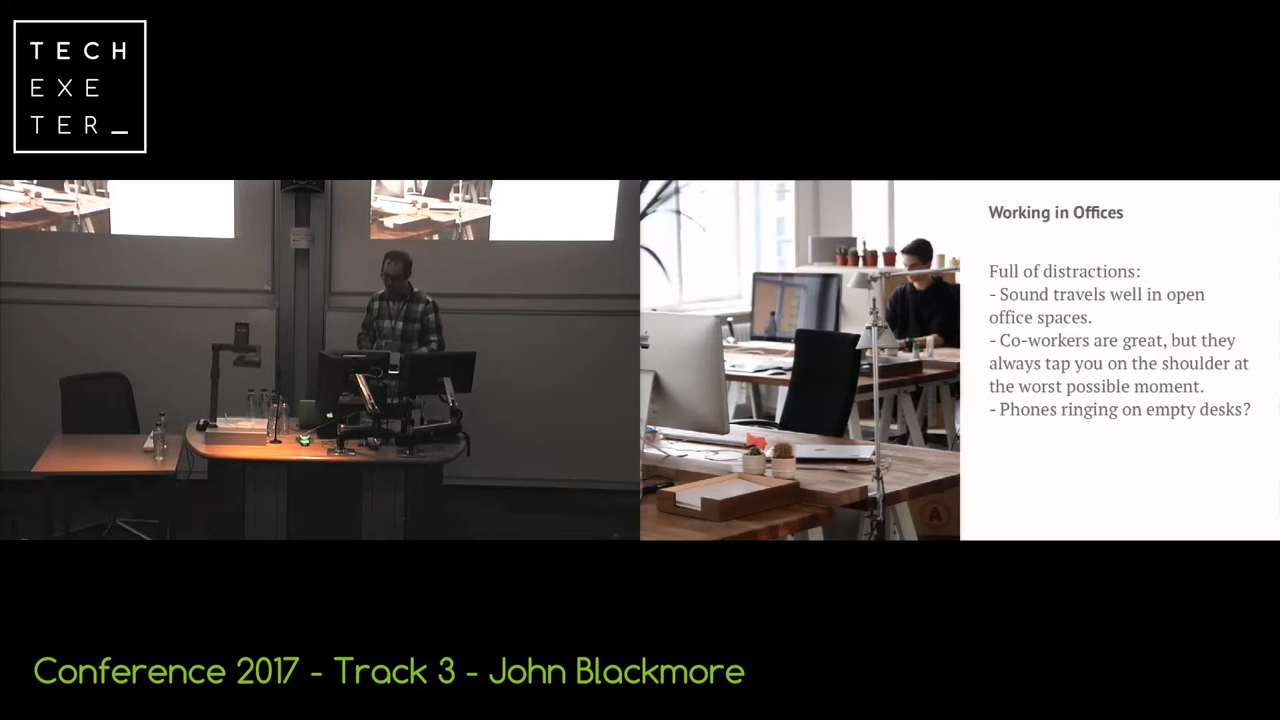 TECH
EXE
TER_
Working in Offices
Full of distractions:
- Sound travels well in open
office spaces.
- Co-workers are great, but they
always tap you on the shoulder at
the worst possible moment.
- Phones ringing on empty desks?
A
Conference 2017 - Track 3 - John Blackmore